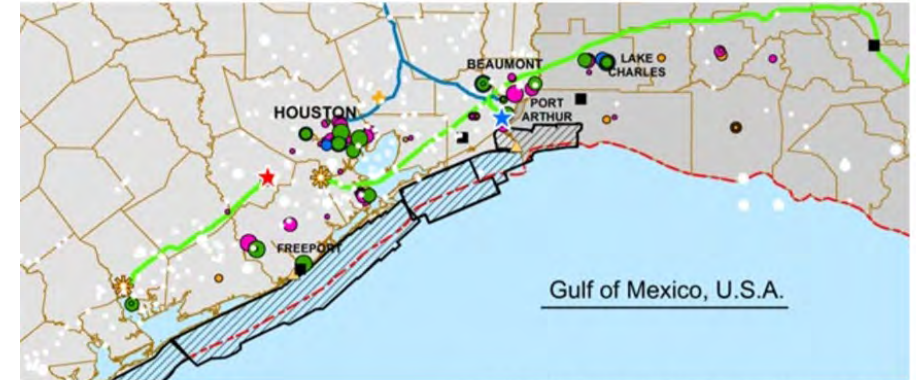 BEAUMONT
LAKE
CHARLES
HOUSTON
PORT
ARTHUR
FREEPORT
Gulf of Mexico, U.S.A.